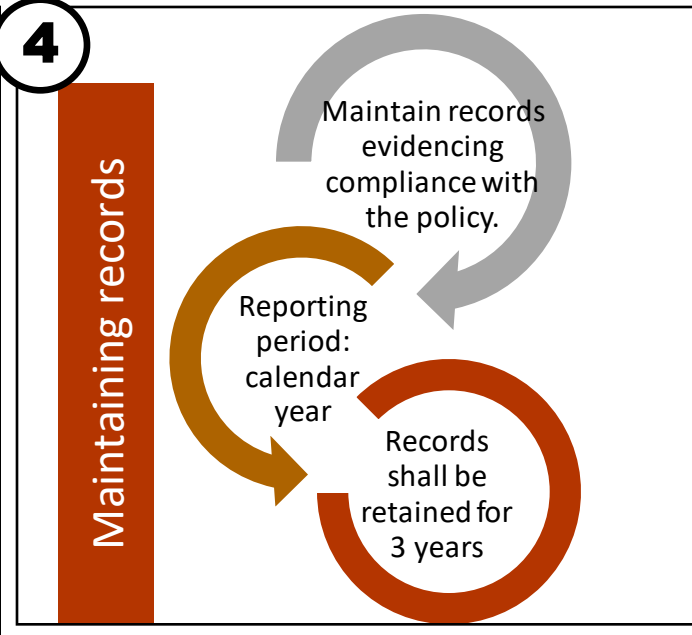 4
Maintaining records
Maintain records
evidencing
compliance with
the policy.
Reporting
period:
calendar
year
Records
shall be
retained for
3 years